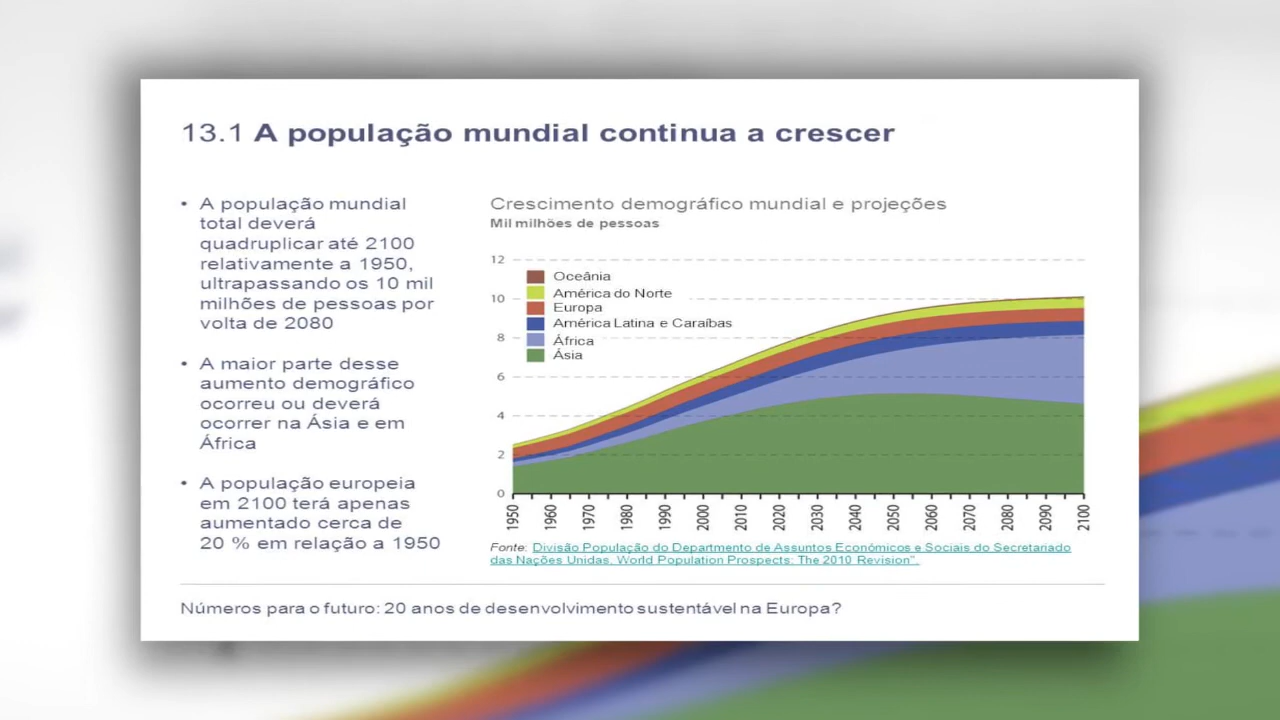 13.1 A população mundial continua a crescer
• A população mundial
total deverá
quadruplicar até 2100
relativamente a 1950,
ultrapassando os 10 mil
milhões de pessoas por
volta de 2080
• A maior parte desse
aumento demográfico
ocorreu ou deverá
ocorrer na Ásia e em
África
• A população europeia
em 2100 terá apenas
aumentado cerca de
20 % em relação a 1950
Crescimento demográfico mundial e projeções
Mil milhões de pessoas
12
10
8
6
4
2
0
Oceânia
América do Norte
Europa
América Latina e Caraíbas
África
Ásia
1950 1960 1970 1980 1990 2000 2010 2020 2030 2040 2050 2060 2070 2080 2090 2100
Fonte: Divisão População do Departmento de Assuntos Económicos e Sociais do Secretariado
das Nações Unidas, World Population Prospects: The 2010 Revision".
Números para o futuro: 20 anos de desenvolvimento sustentável na Europa?